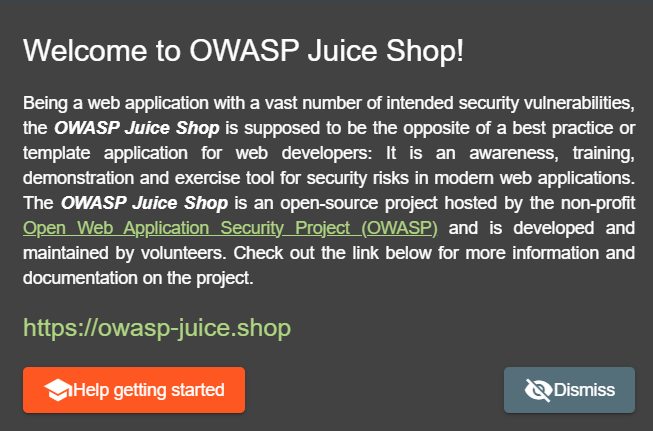 Welcome to OWASP Juice Shop!
Being a web application with a vast number of intended security vulnerabilities,
the OWASP Juice Shop is supposed to be the opposite of a best practice or
template application for web developers: It is an awareness, training,
demonstration and exercise tool for security risks in modern web applications.
The OWASP Juice Shop is an open-source project hosted by the non-profit
Open Web Application Security Project (OWASP) and is developed and
maintained by volunteers. Check out the link below for more information and
documentation on the project.
https://owasp-juice.shop
Help getting started
Dismiss